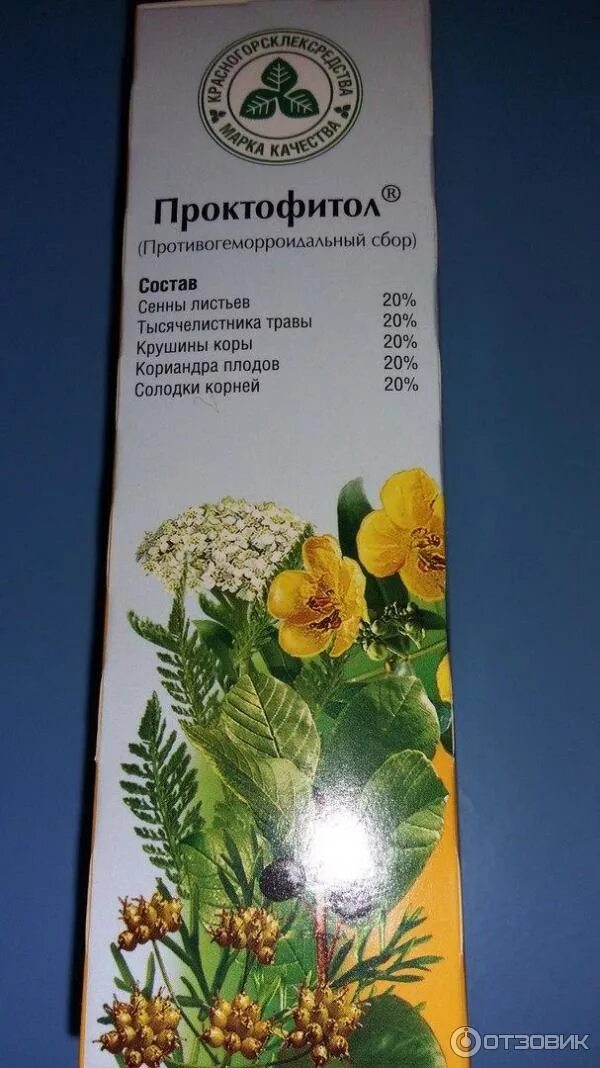 КРАСНОГОРСКЛЕКСРЕДСТВА
МАРКА КАЧЕСТВА
Проктофитол®
(Противогеморроидальный сбор)
Состав
Сенны листьев 20%
Тысячелистника травы 20%
Крушины коры 20%
Кориандра плодов 20%
Солодки корней 20%
ОТЗОВИК